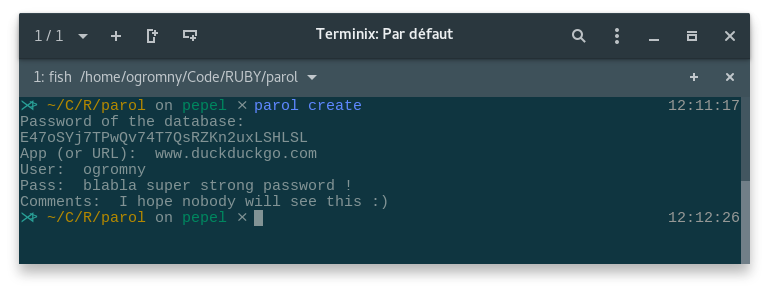 1 / 1
Terminix: Par défaut
1: fish /home/ogromny/Code/RUBY/parol
~/C/R/parol on pepel × parol create 12:11:17
Password of the database:
E47oSYj7TPwQv74T7QsRZKn2uxLSHLSL
App (or URL): www.duckduckgo.com
User: ogromny
Pass: blabla super strong password !
Comments: I hope nobody will see this :)
~/C/R/parol on pepel × 12:12:26